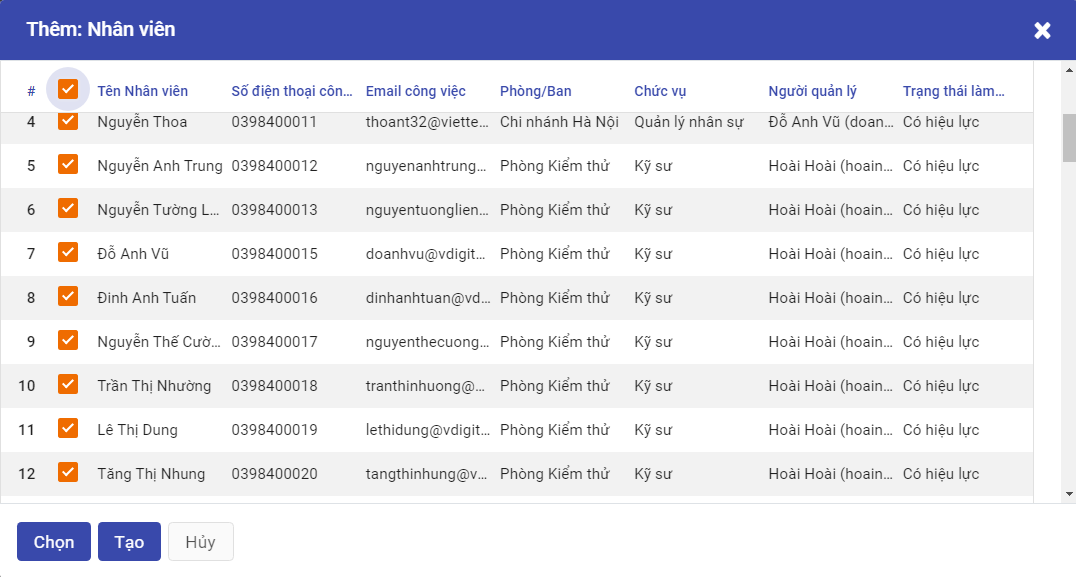 Thêm: Nhân viên
# Tên Nhân viên Số điện thoại côn... Email công việc Phòng/Ban Chức vụ Người quản lý Trạng thái làm...
4 Nguyễn Thoa 0398400011 thoant32@viette... Chi nhánh Hà Nội Quản lý nhân sự Đỗ Anh Vũ (doan... Có hiệu lực
5 Nguyễn Anh Trung 0398400012 nguyenanhtrung... Phòng Kiểm thử Kỹ sư Hoài Hoài (hoain... Có hiệu lực
6 Nguyễn Tường L... 0398400013 nguyentuonglien... Phòng Kiểm thử Kỹ sư Hoài Hoài (hoain... Có hiệu lực
7 Đỗ Anh Vũ 0398400015 doanhvu@vdigit... Phòng Kiểm thử Kỹ sư Hoài Hoài (hoain... Có hiệu lực
8 Đinh Anh Tuấn 0398400016 dinhanhtuan@vd... Phòng Kiểm thử Kỹ sư Hoài Hoài (hoain... Có hiệu lực
9 Nguyễn Thế Cườ... 0398400017 nguyenthecuong... Phòng Kiểm thử Kỹ sư Hoài Hoài (hoain... Có hiệu lực
10 Trần Thị Nhường 0398400018 tranthinhuong@... Phòng Kiểm thử Kỹ sư Hoài Hoài (hoain... Có hiệu lực
11 Lê Thị Dung 0398400019 lethidung@vdigit... Phòng Kiểm thử Kỹ sư Hoài Hoài (hoain... Có hiệu lực
12 Tăng Thị Nhung 0398400020 tangthinhung@v... Phòng Kiểm thử Kỹ sư Hoài Hoài (hoain... Có hiệu lực
Chọn Tạo Hủy